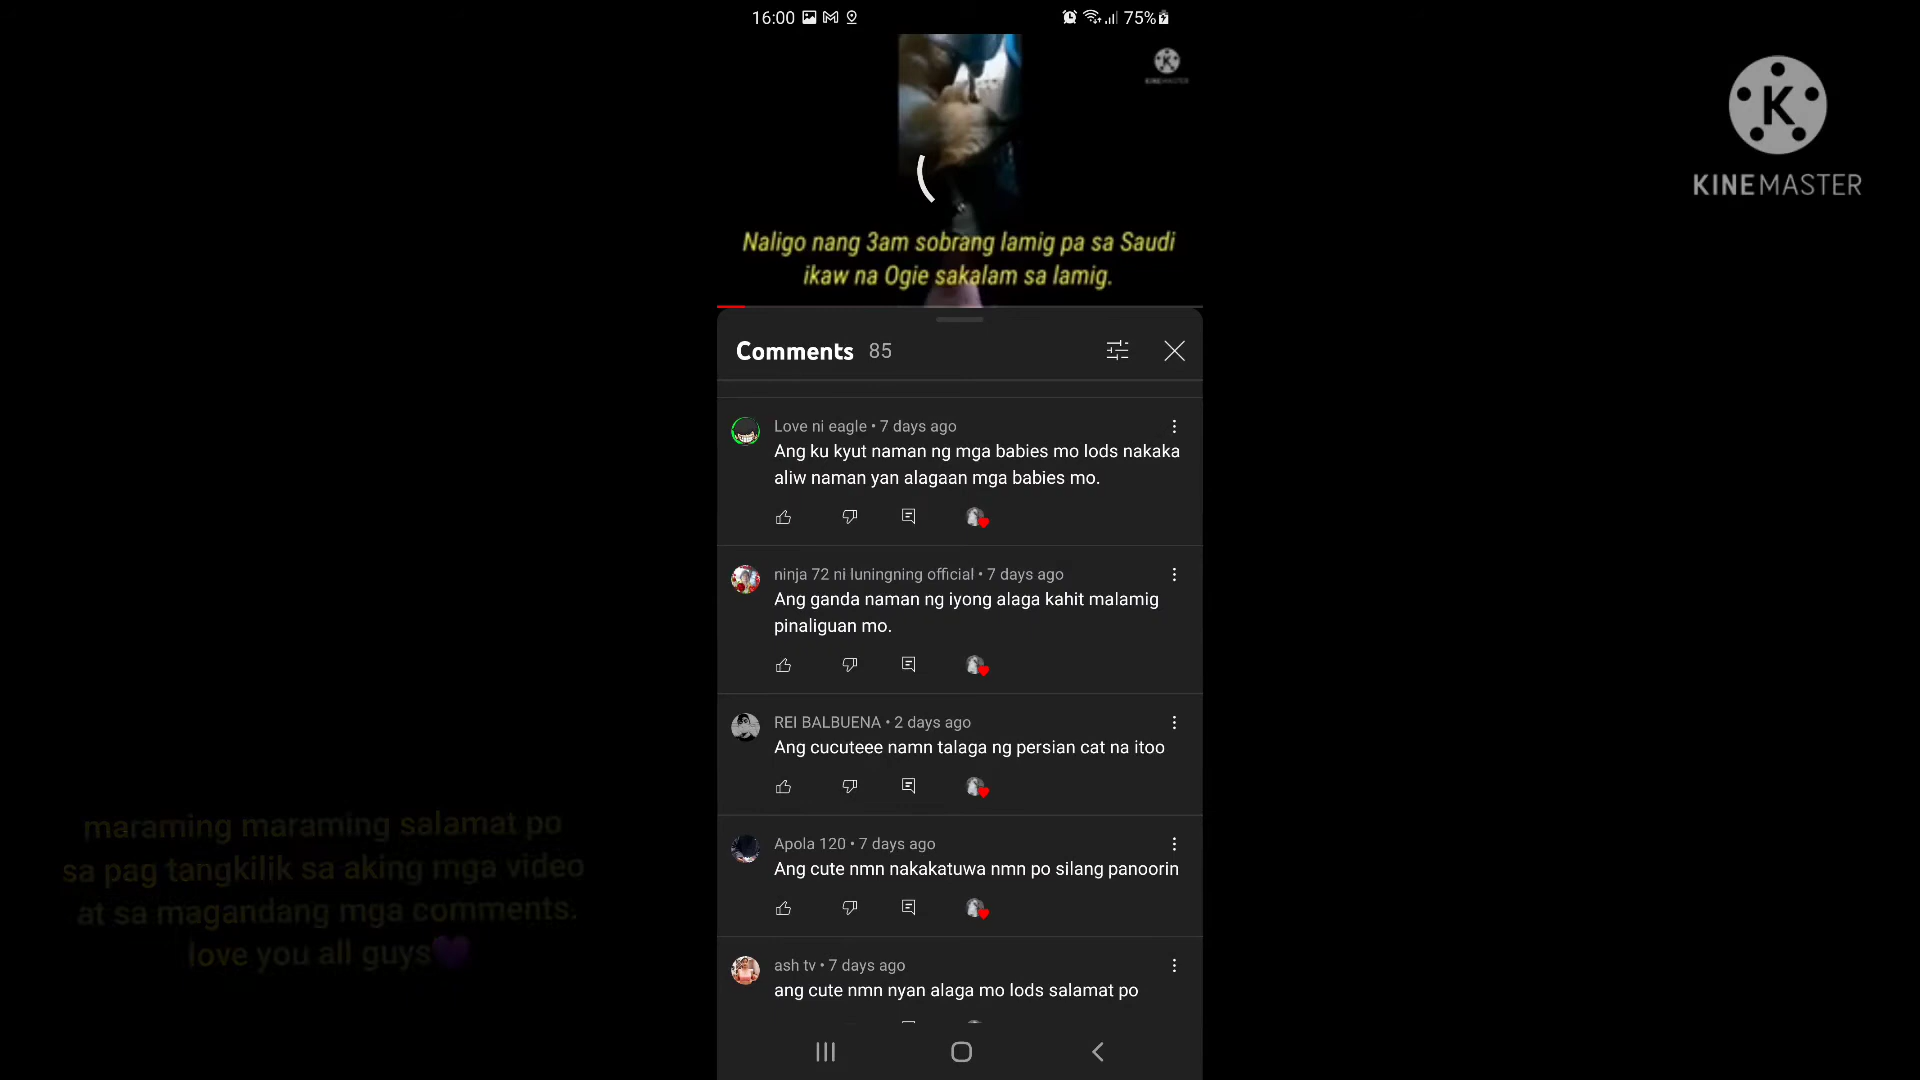 16:00
75%
KINEMASTER
KINEMASTER
Naligo nang 3am sobrang lamig pa sa Saudi
ikaw na Ogie sakalam sa lamig.
Comments 85
Love ni eagle • 7 days ago
Ang ku kyut naman ng mga babies mo lods nakaka
aliw naman yan alagaan mga babies mo.
ninja 72 ni luningning official • 7 days ago
Ang ganda naman ng iyong alaga kahit malamig
pinaliguan mo.
REI BALBUENA • 2 days ago
Ang cucuteee namn talaga ng persian cat na itoo
Apola 120 • 7 days ago
Ang cute nmn nakakatuwa nmn po silang panoorin
ash tv • 7 days ago
ang cute nmn nyan alaga mo lods salamat po
maraming maraming salamat po
sa pag tangkilik sa aking mga video
at sa magandang mga comments.
love you all guys💜